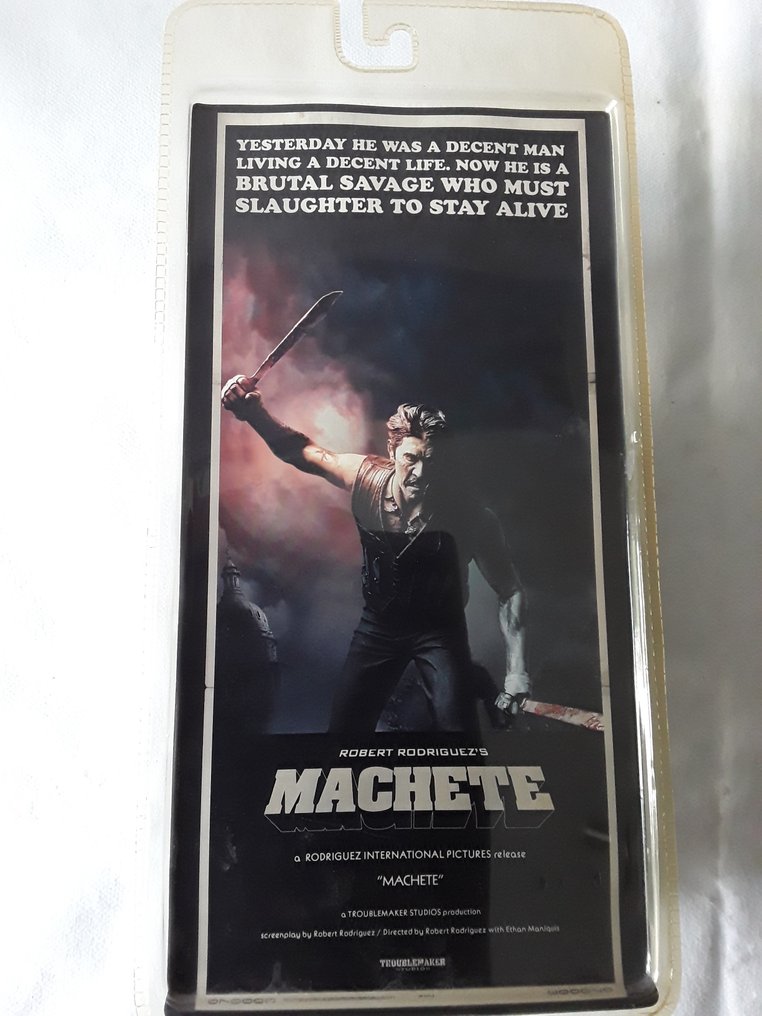 YESTERDAY HE WAS A DECENT MAN
LIVING A DECENT LIFE. NOW HE IS A
BRUTAL SAVAGE WHO MUST
SLAUGHTER TO STAY ALIVE
ROBERT RODRIGUEZ'S
MACHETE
a RODRIGUEZ INTERNATIONAL PICTURES release
"MACHETE"
a TROUBLEMAKER STUDIOS production
screenplay by Robert Rodriguez / Directed by Robert Rodriguez with Ethan Maniquis
TROUBLEMAKER
STUDIOS